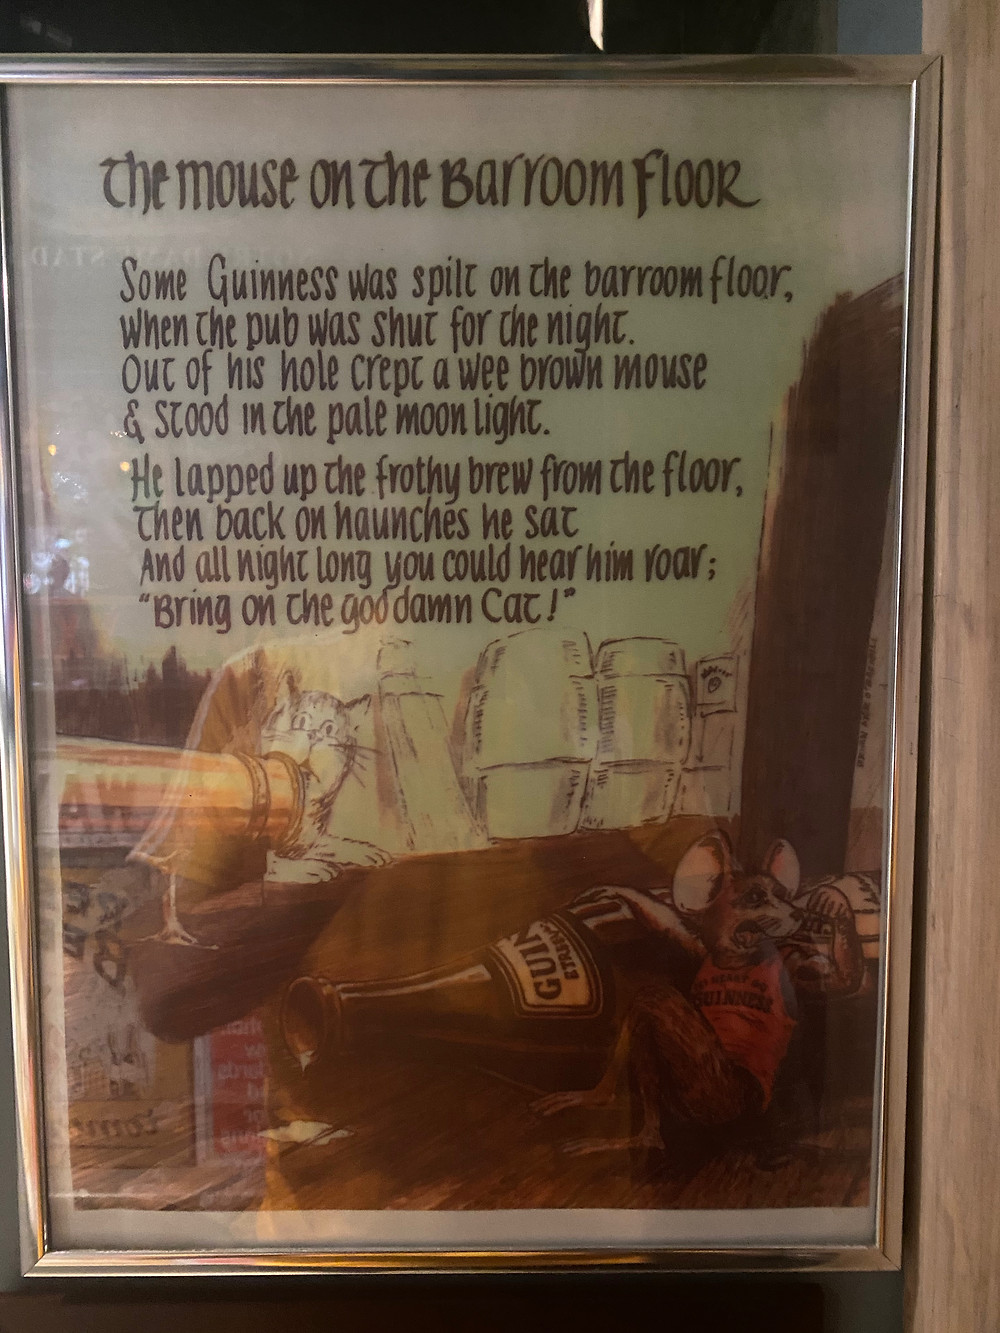 The mouse on the Barroom Floor
Some Guinness was spilt on the barroom floor,
when the pub was shut for the night.
Out of his hole crept a wee brown mouse
& stood in the pale moon light.
He lapped up the frothy brew from the floor,
Then back on haunches he sat
And all night long you could hear him roar;
"Bring on the god damn Cat!"
GUI
GUINNESS